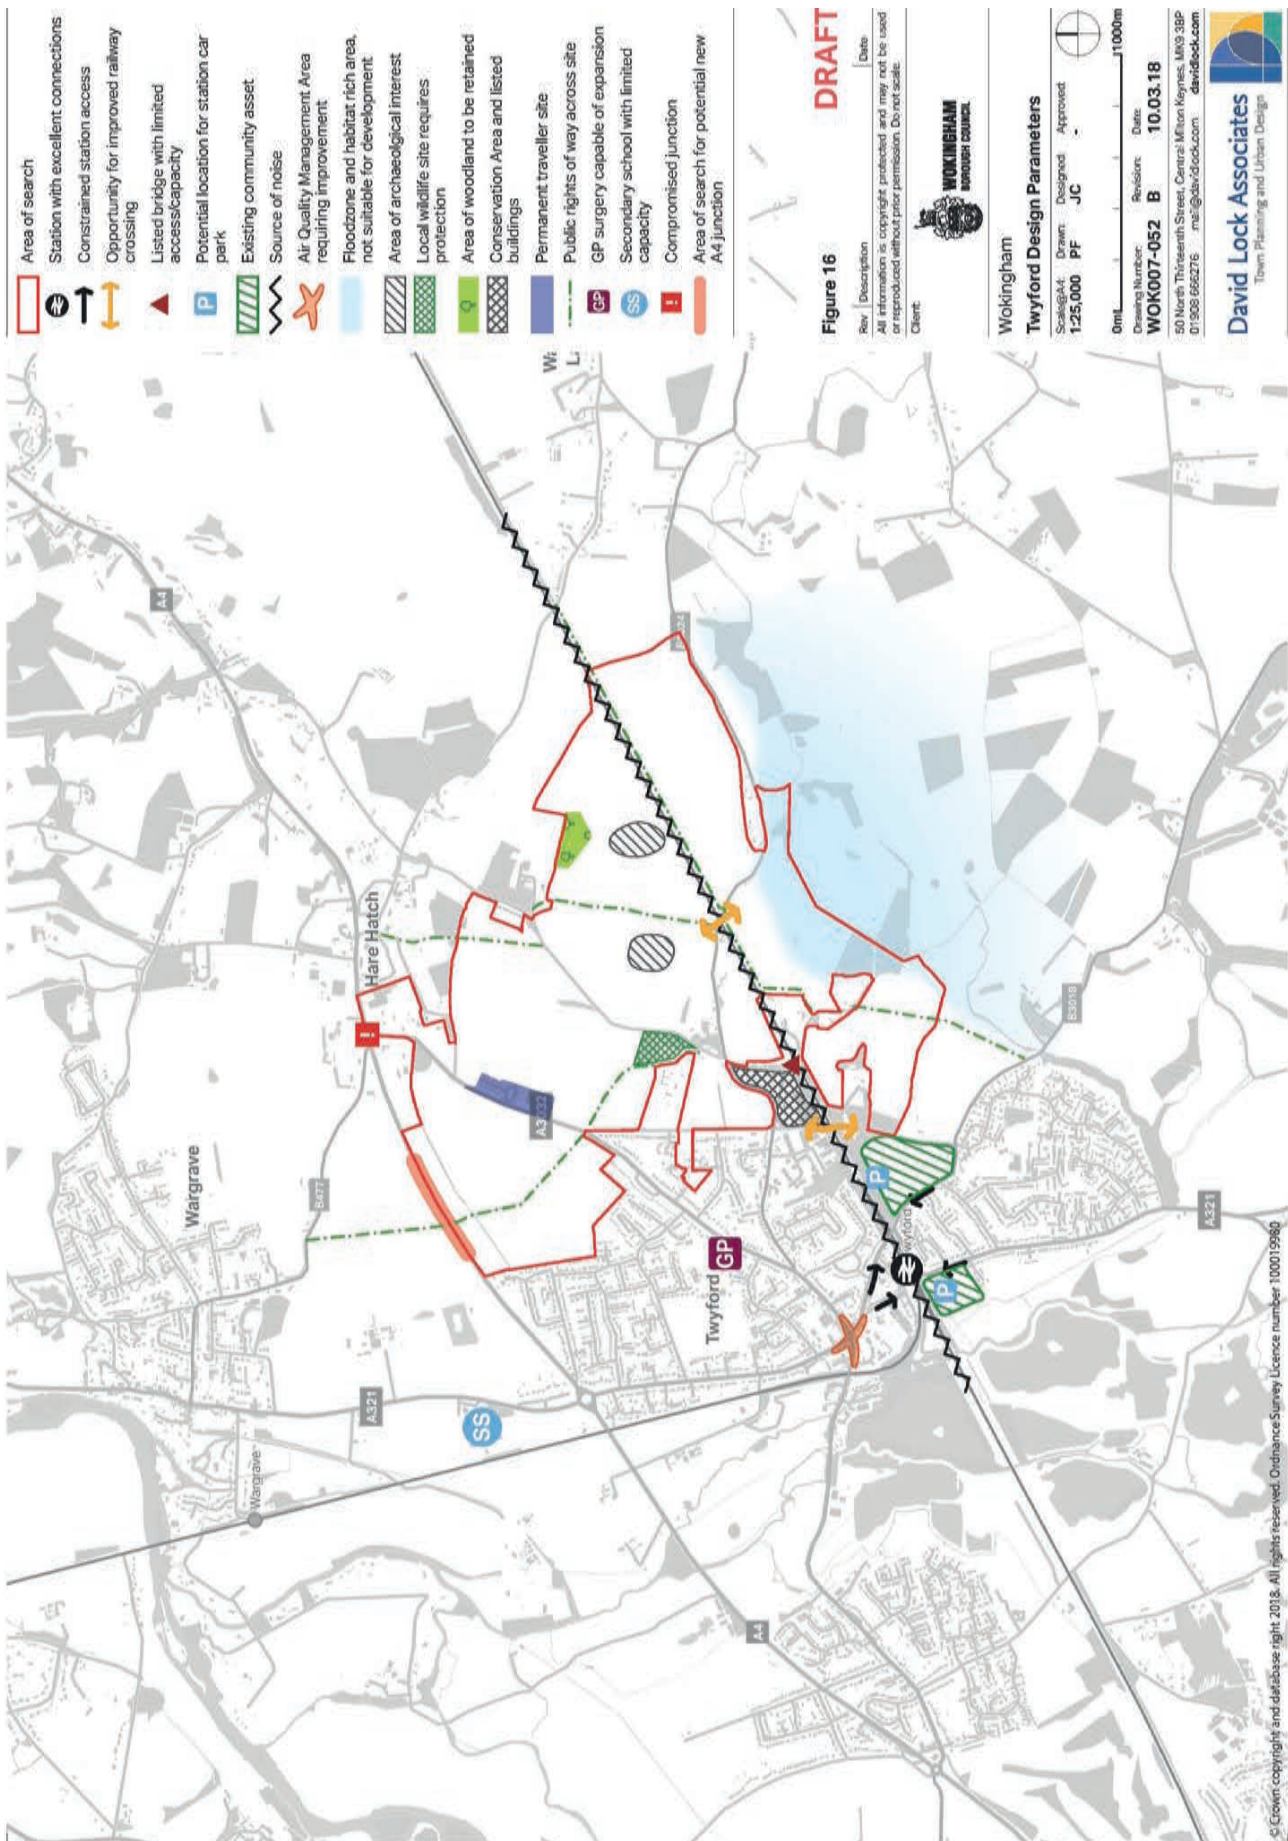 Area of search
Station with excellent connections
Constrained station access
Opportunity for improved railway
crossing
Listed bridge with limited
access/capacity
Potential location for station car
park
Existing community asset
Source of noise
Air Quality Management Area
requiring improvement
Floodzone and habitat rich area,
not suitable for development
Area of archaeolgical interest
Local wildlife site requires
protection
Area of woodland to be retained
Conservation Area and listed
buildings
Permanent traveller site
Public rights of way across site
GP surgery capable of expansion
Secondary school with limited
capacity
Compromised junction
Area of search for potential new
A4 junction
P
GP
SS
!
Figure 16
DRAFT
Rev Description Date
All information is copyright protected and may not be used
or reproduced without prior permission. Do not scale.
Client:
WOKINGHAM
BOROUGH COUNCIL
Wokingham
Twyford Design Parameters
Scale@A4: Drawn: Designed: Approved:
1:25,000 PF JC -
0m 1000m
Drawing Number: Revision: Date:
WOK007-052 B 10.03.18
50 North Thirteenth Street, Central Milton Keynes, MK9 3BP
01908 666276 mail@davidlock.com davidlock.com
David Lock Associates
Town Planning and Urban Design
A4
Hare Hatch
!
Wargrave
B477
A321
Wargrave
SS
Twyford
GP
P
P
A321
B3018
A4
© Crown copyright and database right 2018. All rights reserved. Ordnance Survey Licence number 100019980